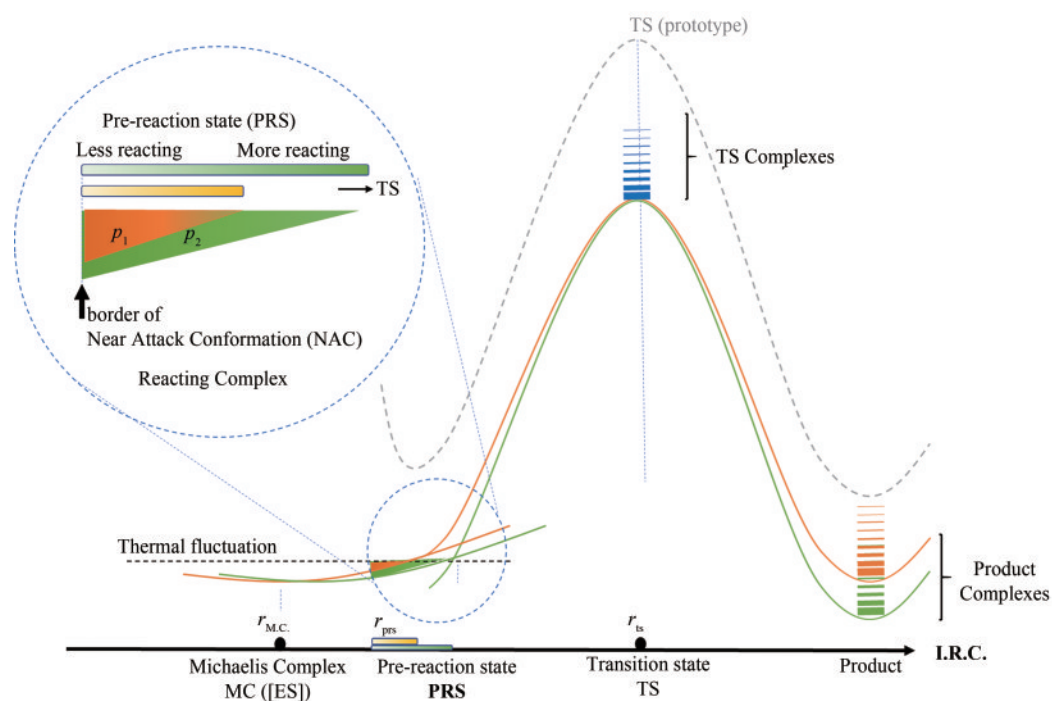 TS (prototype)
Pre-reaction state (PRS)
Less reacting More reacting
TS
p1 p2
border of
Near Attack Conformation (NAC)
Reacting Complex
TS Complexes
Thermal fluctuation
Product
Complexes
rM.C. rprs rts
I.R.C.
Michaelis Complex
MC ([ES])
Pre-reaction state
PRS
Transition state
TS
Product